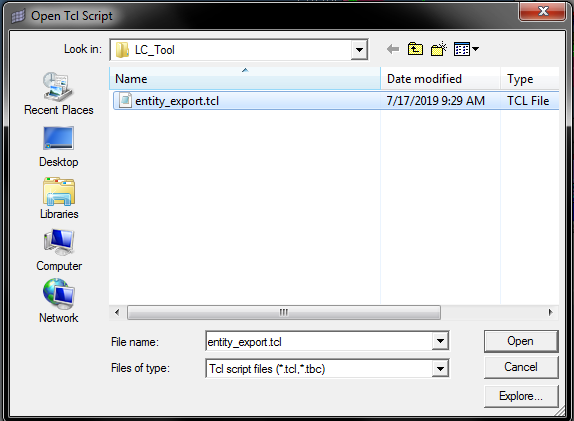 Open Tcl Script
Look in:
LC_Tool
Name
Date modified
Type
entity_export.tcl
7/17/2019 9:29 AM
TCL File
Recent Places
Desktop
Libraries
Computer
Network
File name:
entity_export.tcl
Open
Files of type:
Tcl script files (*.tcl,*.tbc)
Cancel
Explore...